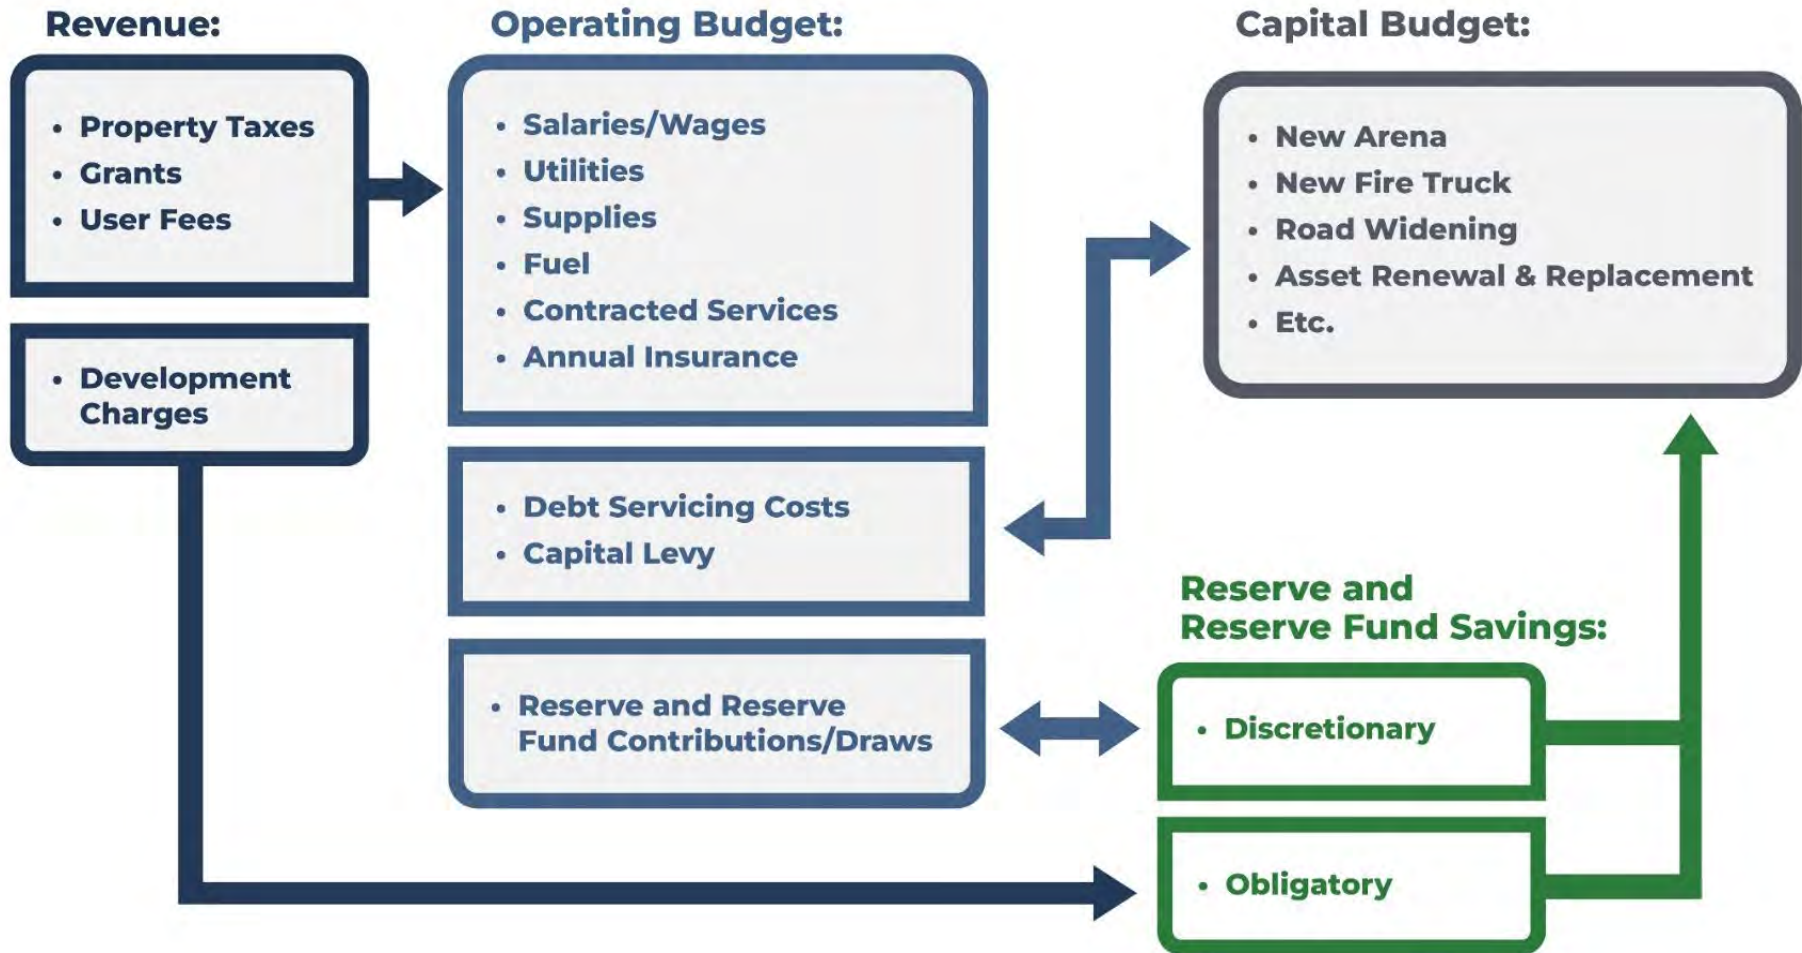 Revenue:
• Property Taxes
• Grants
• User Fees
• Development
Charges
Operating Budget:
• Salaries/Wages
• Utilities
• Supplies
• Fuel
• Contracted Services
• Annual Insurance
• Debt Servicing Costs
• Capital Levy
• Reserve and Reserve
Fund Contributions/Draws
Capital Budget:
• New Arena
• New Fire Truck
• Road Widening
• Asset Renewal & Replacement
• Etc.
Reserve and
Reserve Fund Savings:
• Discretionary
• Obligatory